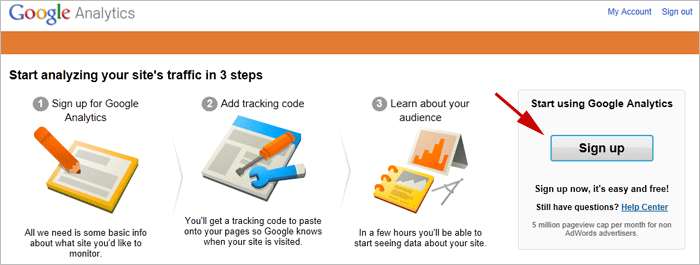 Google Analytics
My Account Sign out
Start analyzing your site's traffic in 3 steps
1 Sign up for Google
Analytics
All we need is some basic info
about what site you'd like to
monitor.
2 Add tracking code
You'll get a tracking code to paste
onto your pages so Google knows
when your site is visited.
3 Learn about your
audience
In a few hours you'll be able to
start seeing data about your site.
Start using Google Analytics
Sign up
Sign up now, it's easy and free!
Still have questions? Help Center
5 million pageview cap per month for non
AdWords advertisers.